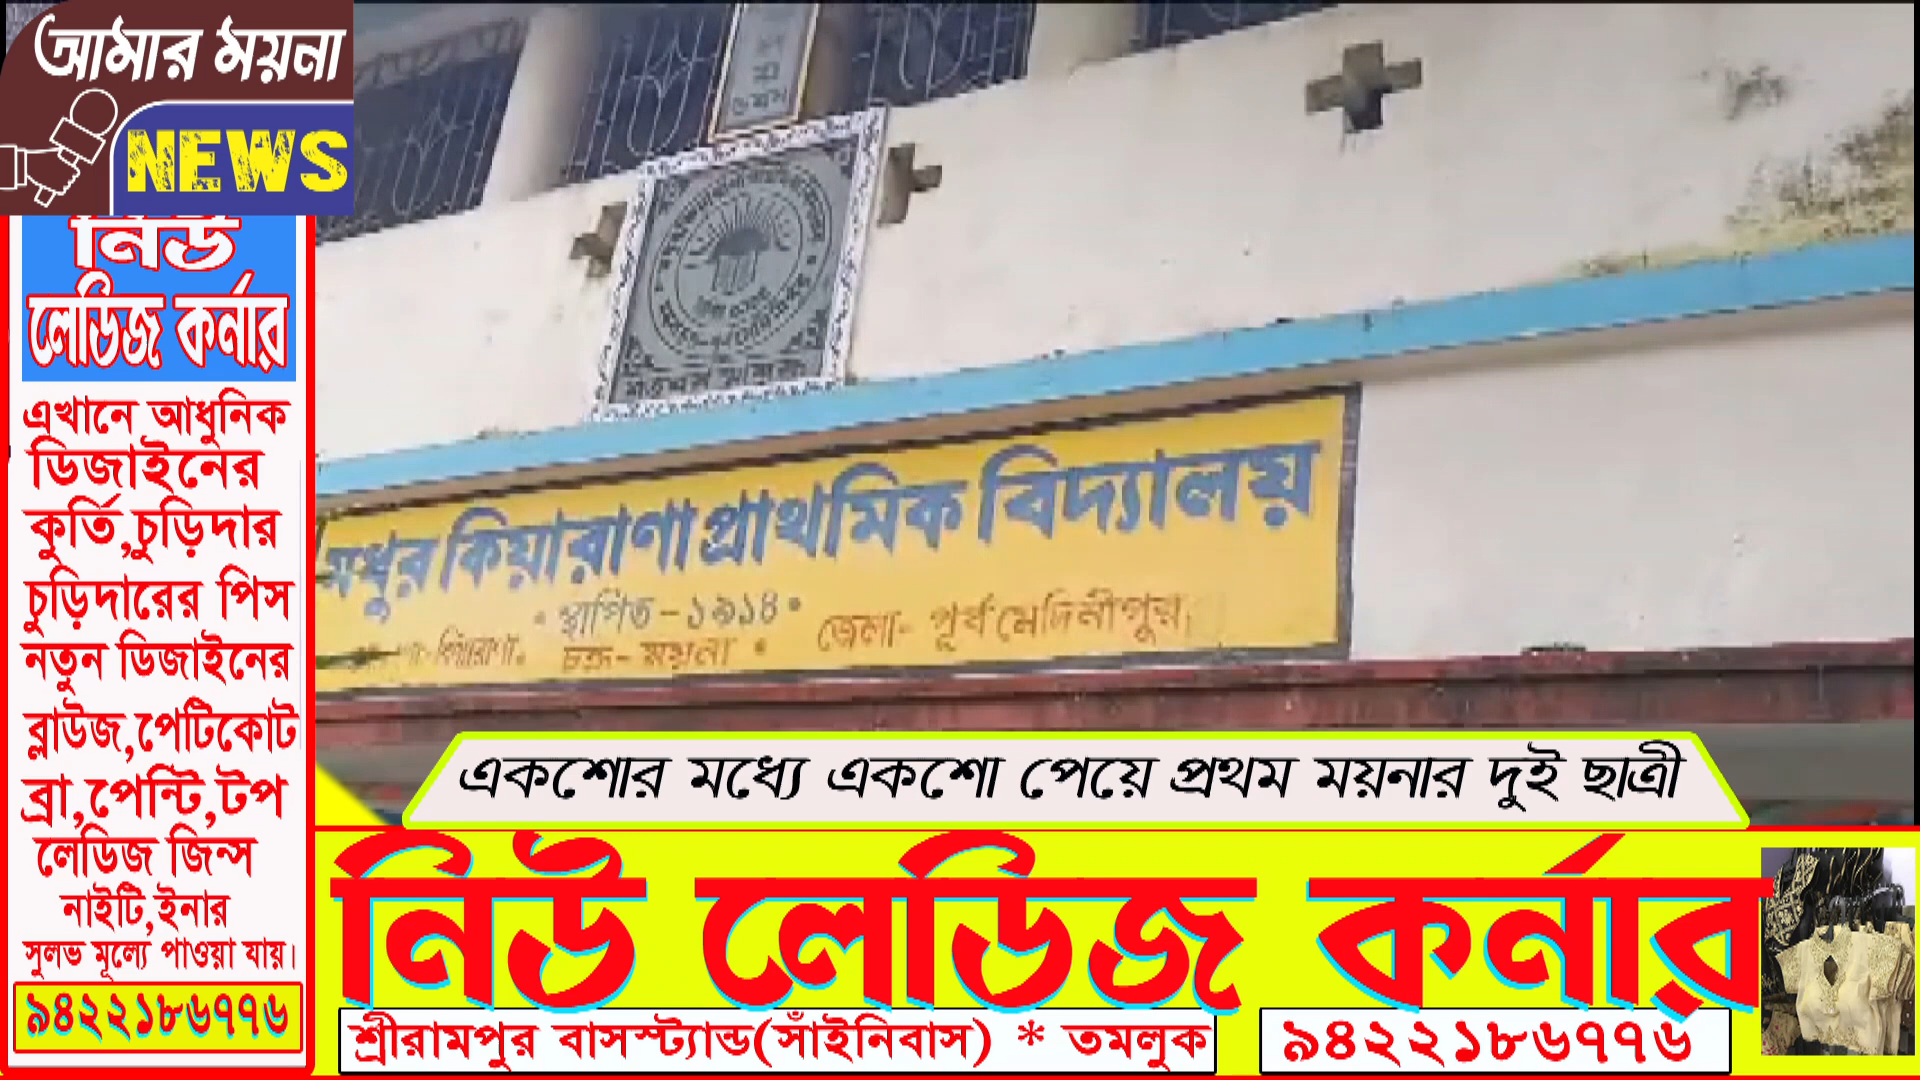 আমার ময়না
NEWS
নিউ
লেডিজ কর্নার
এখানে আধুনিক
ডিজাইনের
কুর্তি,চুড়িদার
চুড়িদারের পিস
নতুন ডিজাইনের
ব্লাউজ,পেটিকোট
ব্রা,পেন্টি,টপ
লেডিজ জিন্স
নাইটি,ইনার
সুলভ মূল্যে পাওয়া যায়।
৯৪২২১৮৬৭৭৬
মধুর কিয়ারাণা প্রাথমিক বিদ্যালয়
• স্থাপিত - ১৯১৪ •
কিয়ারাণা। চক্র - ময়না • জেলা - পূর্ব মেদিনীপুর
একশোর মধ্যে একশো পেয়ে প্রথম ময়নার দুই ছাত্রী
নিউ লেডিজ কর্নার
শ্রীরামপুর বাসস্ট্যান্ড(সাঁইনিবাস) * তমলুক
৯৪২২১৮৬৭৭৬